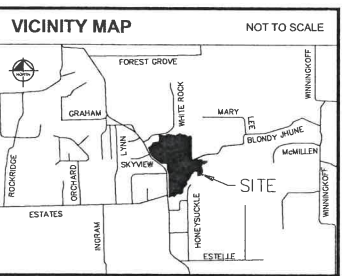 VICINITY MAP
NOT TO SCALE
NORTH
FOREST GROVE
WINNINGKOFF
WHITE ROCK
GRAHAM
MARY
LEE
BLONDY JHUNE
LYNN
SKYVIEW
McMILLEN
ROCKRIDGE
ORCHARD
SITE
WINNINGKOFF
HONEYSUCKLE
ESTATES
INGRAM
ESTELLE